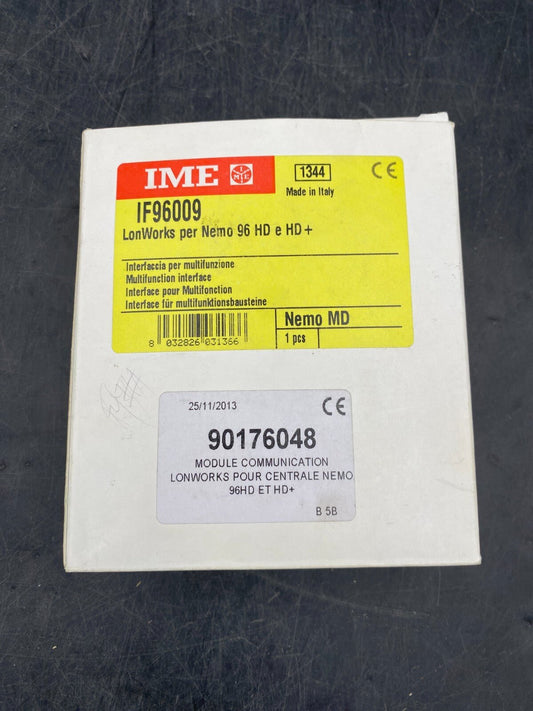 IME
1344
Made in Italy
IF96009
LonWorks per Nemo 96 HD e HD+
Interfaccia per multifunzione
Multifunction interface
Interface pour Multifonction
Interface für multifunktionsbausteine
8 032826 031366
Nemo MD
1 pcs
25/11/2013
90176048
MODULE COMMUNICATION
LONWORKS POUR CENTRALE NEMO
96HD ET HD+
B 5B